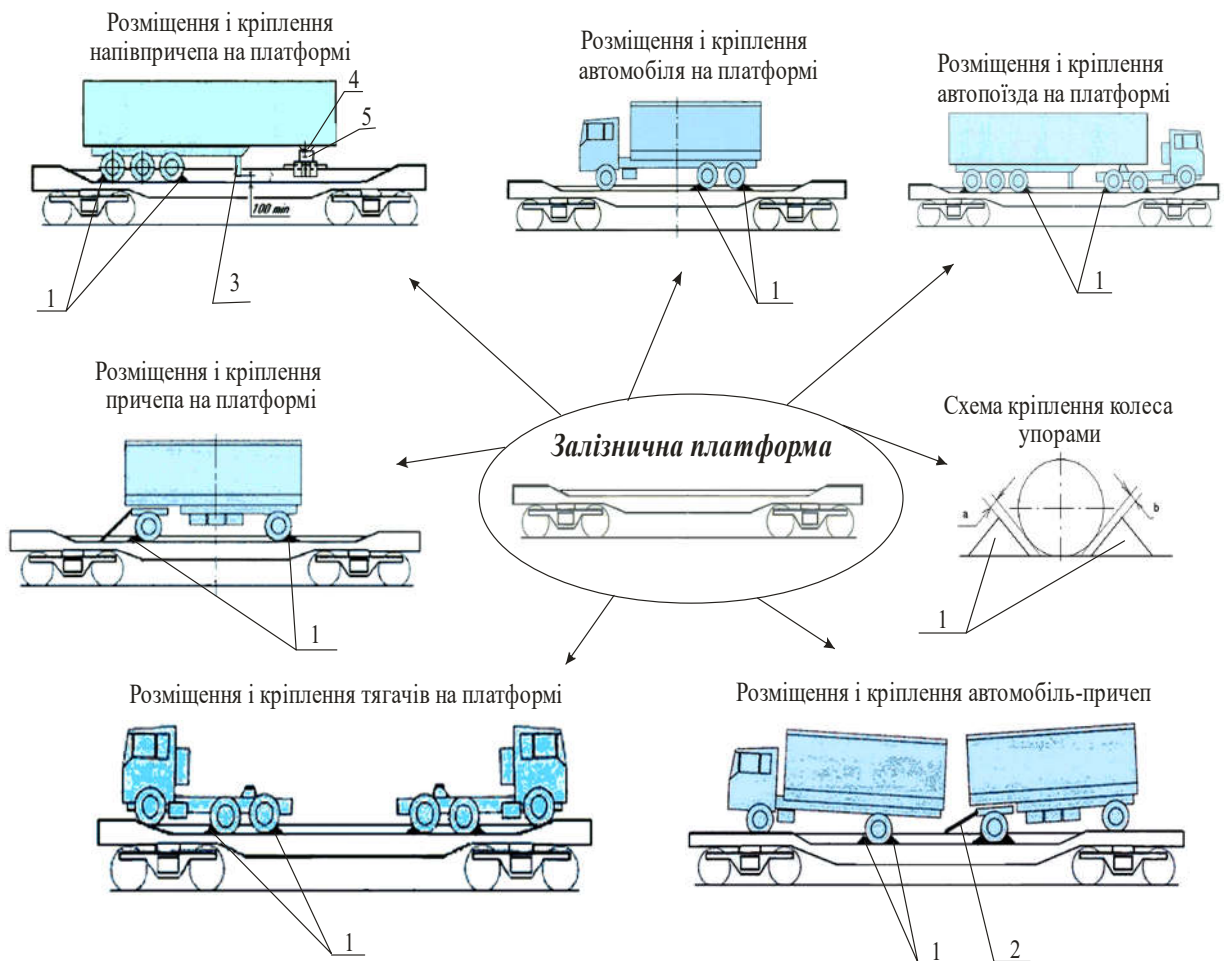 Розміщення і кріплення
напівпричепа на платформі
4
5
100 min
1
3
Розміщення і кріплення
автомобіля на платформі
1
Розміщення і кріплення
автопоїзда на платформі
1
Розміщення і кріплення
причепа на платформі
1
Залізнична платформа
Схема кріплення колеса
упорами
a
b
1
Розміщення і кріплення тягачів на платформі
1
Розміщення і кріплення автомобіль-причеп
1
2